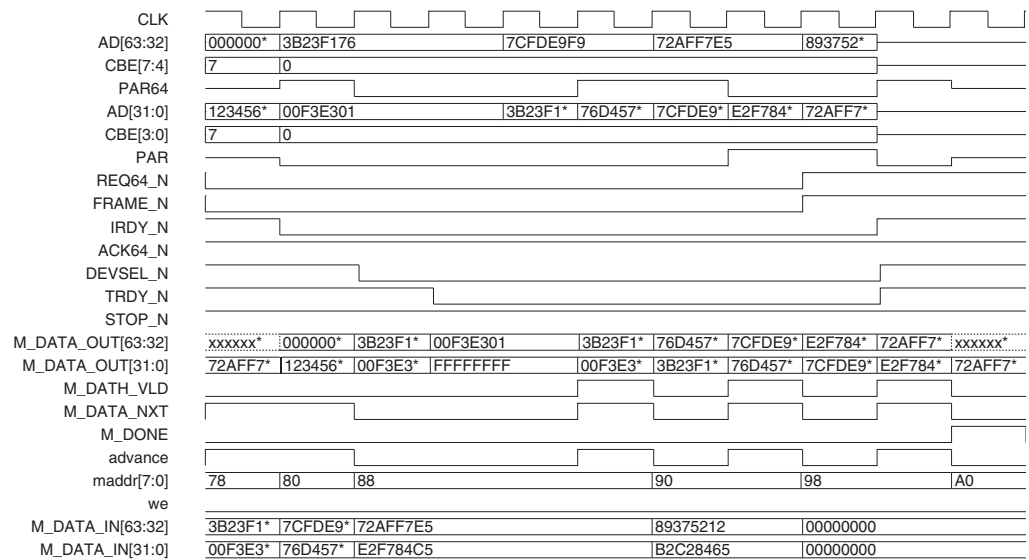 CLK
AD[63:32] 000000* 3B23F176 7CFDE9F9 72AFF7E5 893752*
CBE[7:4] 7 0
PAR64
AD[31:0] 123456* 00F3E301 3B23F1* 76D457* 7CFDE9* E2F784* 72AFF7*
CBE[3:0] 7 0
PAR
REQ64_N
FRAME_N
IRDY_N
ACK64_N
DEVSEL_N
TRDY_N
STOP_N
M_DATA_OUT[63:32] xxxxxx* 000000* 3B23F1* 00F3E301 3B23F1* 76D457* 7CFDE9* E2F784* 72AFF7* xxxxxx*
M_DATA_OUT[31:0] 72AFF7* 123456* 00F3E3* FFFFFFFF 00F3E3* 3B23F1* 76D457* 7CFDE9* E2F784* 72AFF7*
M_DATH_VLD
M_DATA_NXT
M_DONE
advance
maddr[7:0] 78 80 88 90 98 A0
we
M_DATA_IN[63:32] 3B23F1* 7CFDE9* 72AFF7E5 89375212 00000000
M_DATA_IN[31:0] 00F3E3* 76D457* E2F784C5 B2C28465 00000000